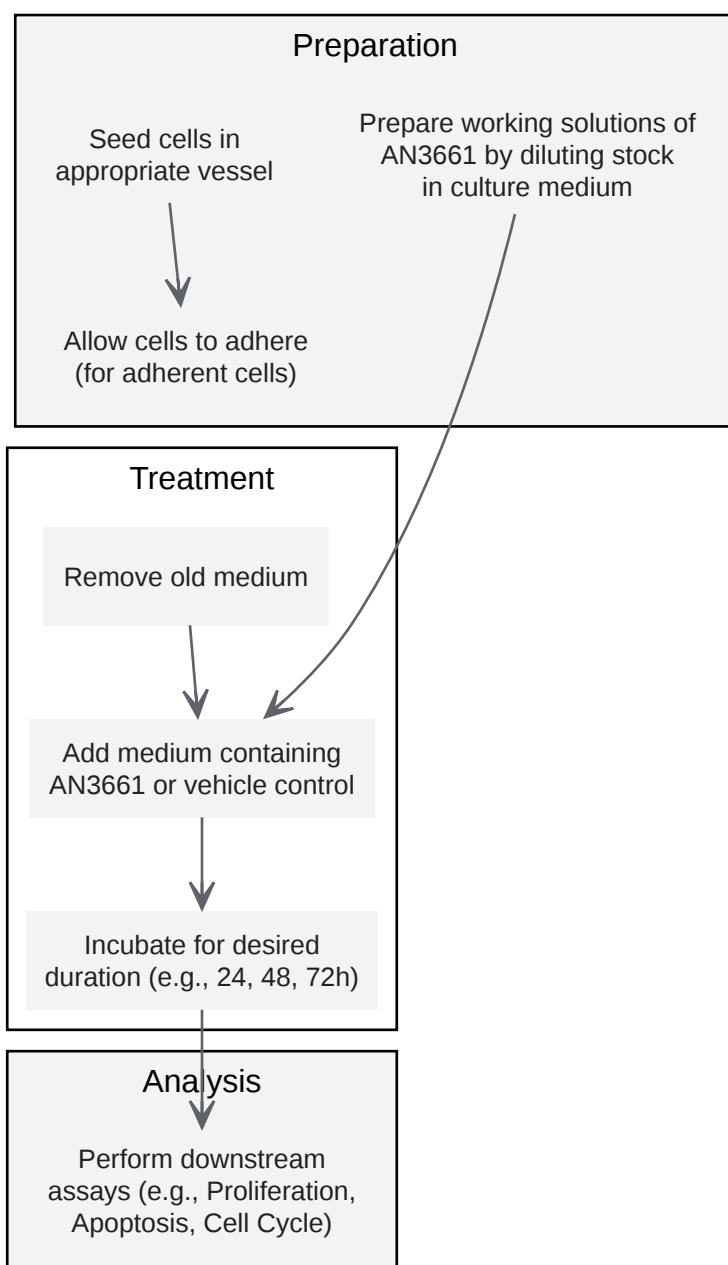 Preparation
Seed cells in
appropriate vessel
Prepare working solutions of
AN3661 by diluting stock
in culture medium
Allow cells to adhere
(for adherent cells)
Treatment
Remove old medium
Add medium containing
AN3661 or vehicle control
Incubate for desired
duration (e.g., 24, 48, 72h)
Analysis
Perform downstream
assays (e.g., Proliferation,
Apoptosis, Cell Cycle)